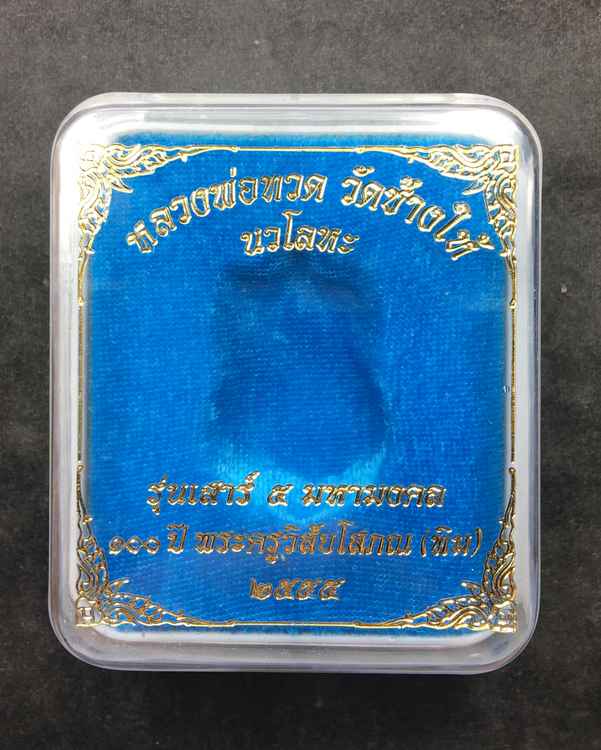 หลวงพ่อทวด วัดช้างให้
นวโลหะ
รุ่นเสาร์ ๕ มหามงคล
๑๐๐ ปี พระครูวิสัยโสภณ (ทิม)
๒๕๕๔